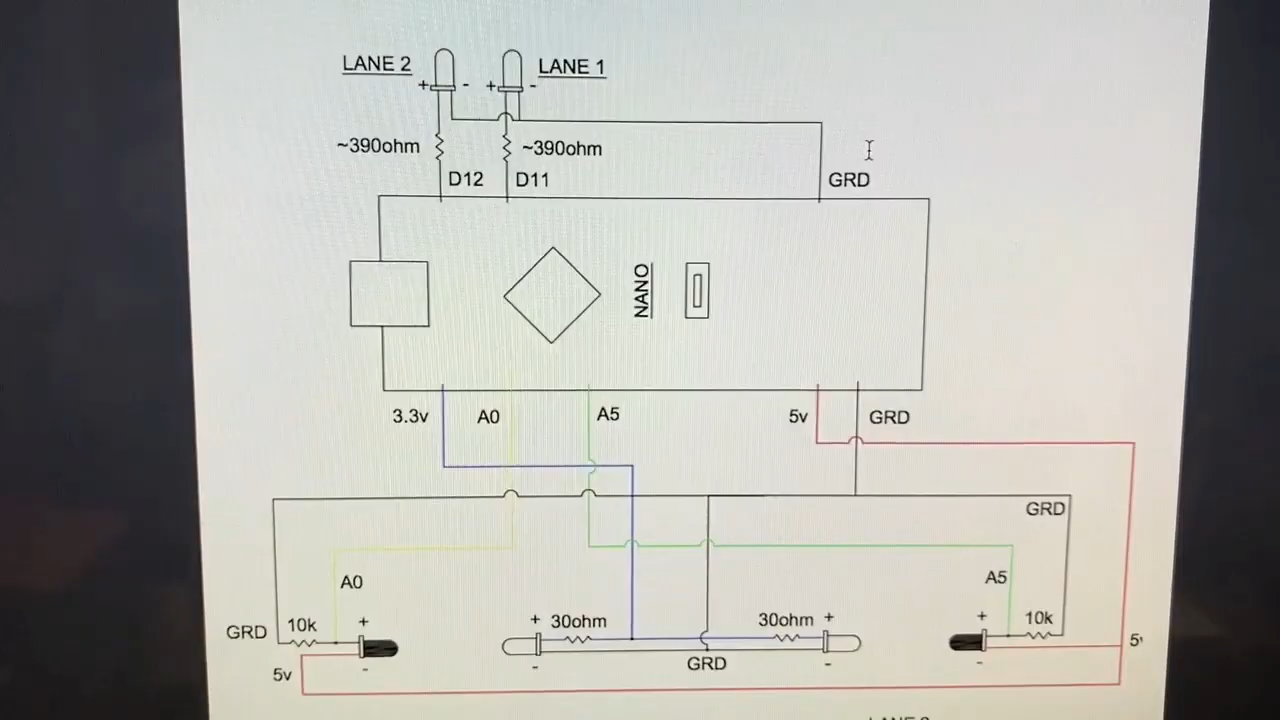 LANE 2
LANE 1
+ - + -
~390ohm
~390ohm
D12
D11
GRD
NANO
3.3v
A0
A5
5v
GRD
GRD
A0
A5
GRD
10k
+
+
30ohm
30ohm
+
+
10k
5v
-
-
GRD
-
-
5